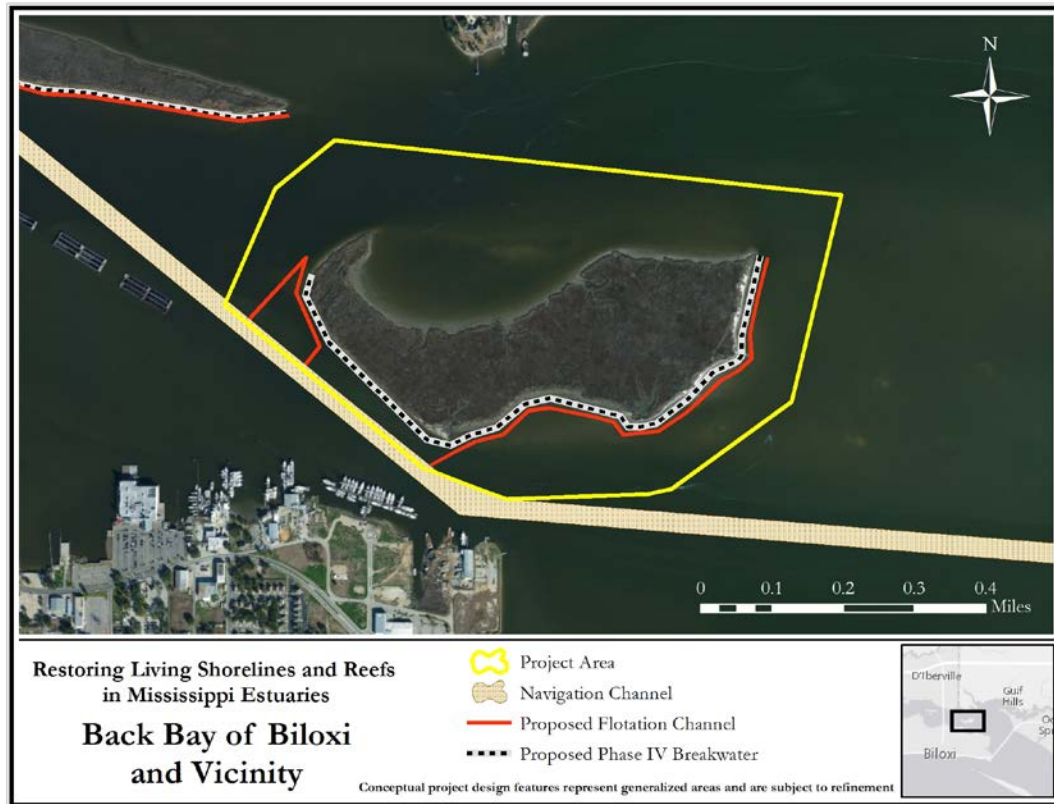 N
0 0.1 0.2 0.3 0.4
Miles
Restoring Living Shorelines and Reefs
in Mississippi Estuaries
Back Bay of Biloxi
and Vicinity
Project Area
Navigation Channel
Proposed Flotation Channel
Proposed Phase IV Breakwater
Conceptual project design features represent generalized areas and are subject to refinement
D'Iberville
Gulf
Hills
Oc
Spr
Biloxi